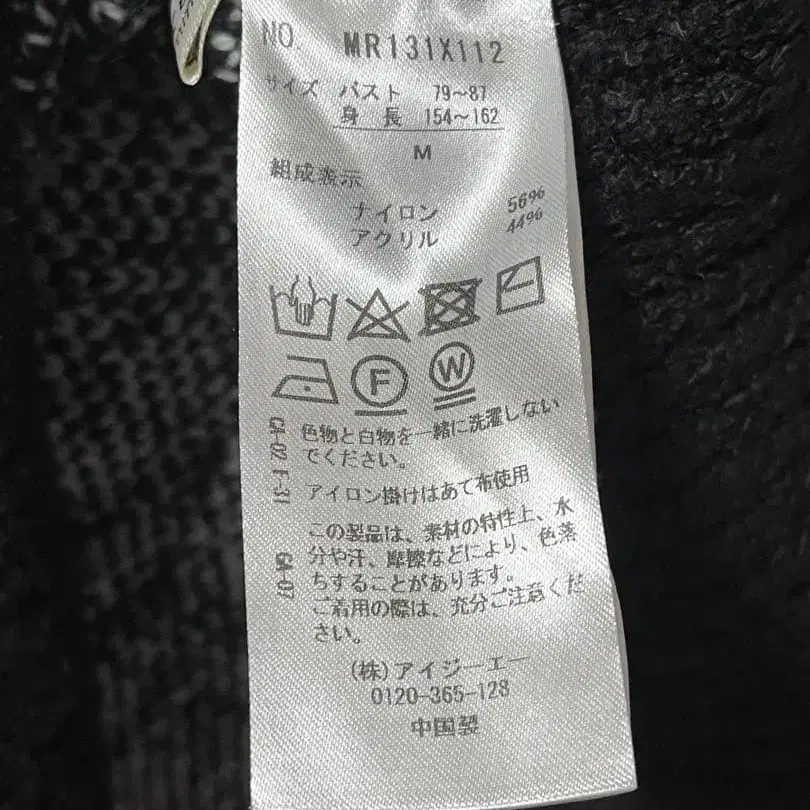 NO. MR131X112
サイズ バスト 79~87
身長 154~162
M
組成表示
ナイロン 56%
アクリル 44%
F W
色物と白物を一緒に洗濯しない
でください。
アイロン掛けはあて布使用
この製品は、素材の特性上、水
分や汗、摩擦などにより、色落
ちすることがあります。
ご着用の際は、充分ご注意くだ
さい。
(株)アイジーエー
0120-365-128
中国製